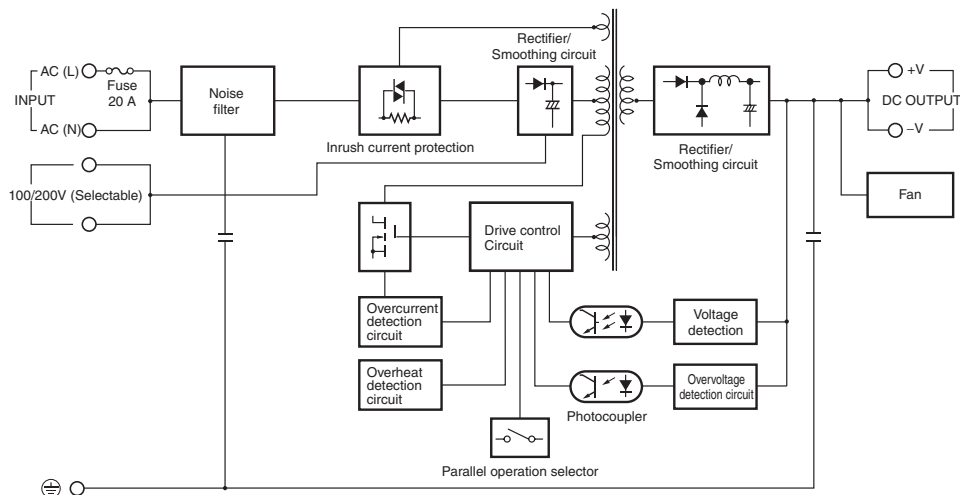 AC (L)
Fuse
20 A
INPUT
AC (N)
Noise
filter
Inrush current protection
Rectifier/
Smoothing circuit
Rectifier/
Smoothing circuit
+V
DC OUTPUT
−V
Fan
100/200V (Selectable)
Drive control
Circuit
Overcurrent
detection
circuit
Overheat
detection
circuit
Voltage
detection
Overvoltage
detection circuit
Photocoupler
Parallel operation selector